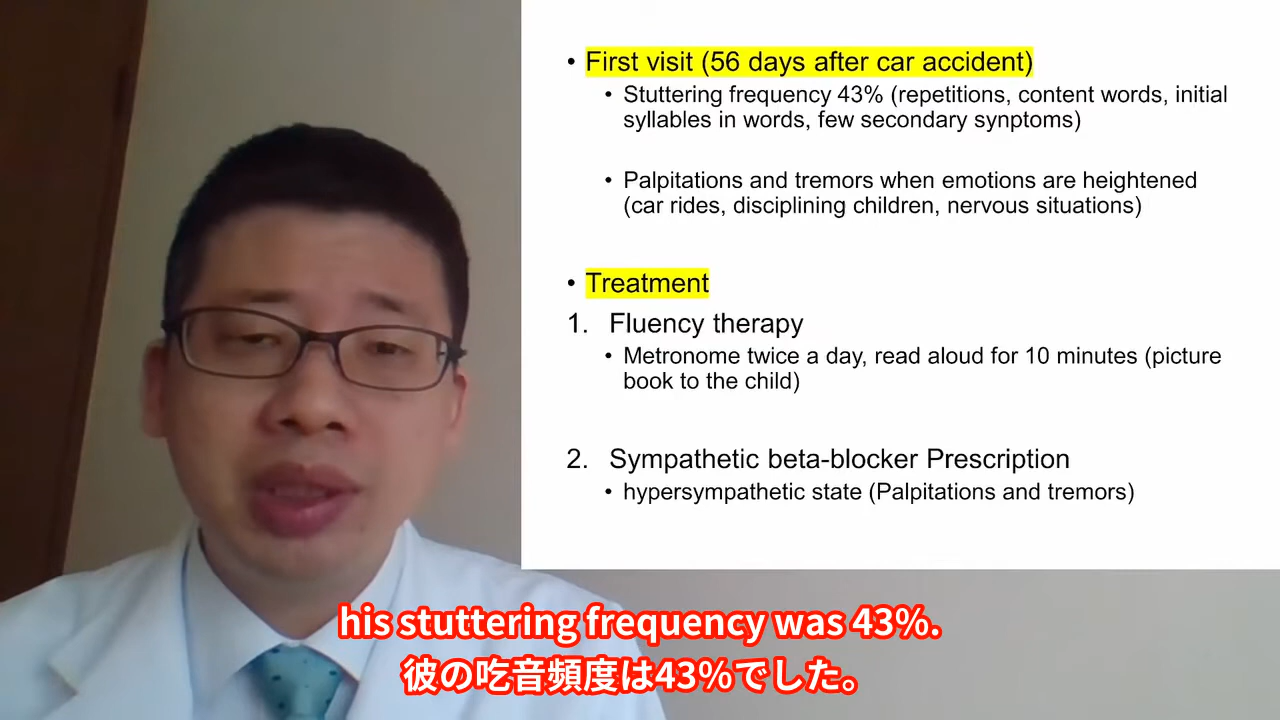 • First visit (56 days after car accident)
• Stuttering frequency 43% (repetitions, content words, initial
syllables in words, few secondary synptoms)
• Palpitations and tremors when emotions are heightened
(car rides, disciplining children, nervous situations)
• Treatment
1. Fluency therapy
• Metronome twice a day, read aloud for 10 minutes (picture
book to the child)
2. Sympathetic beta-blocker Prescription
• hypersympathetic state (Palpitations and tremors)
his stuttering frequency was 43%.
彼の吃音頻度は43%でした。